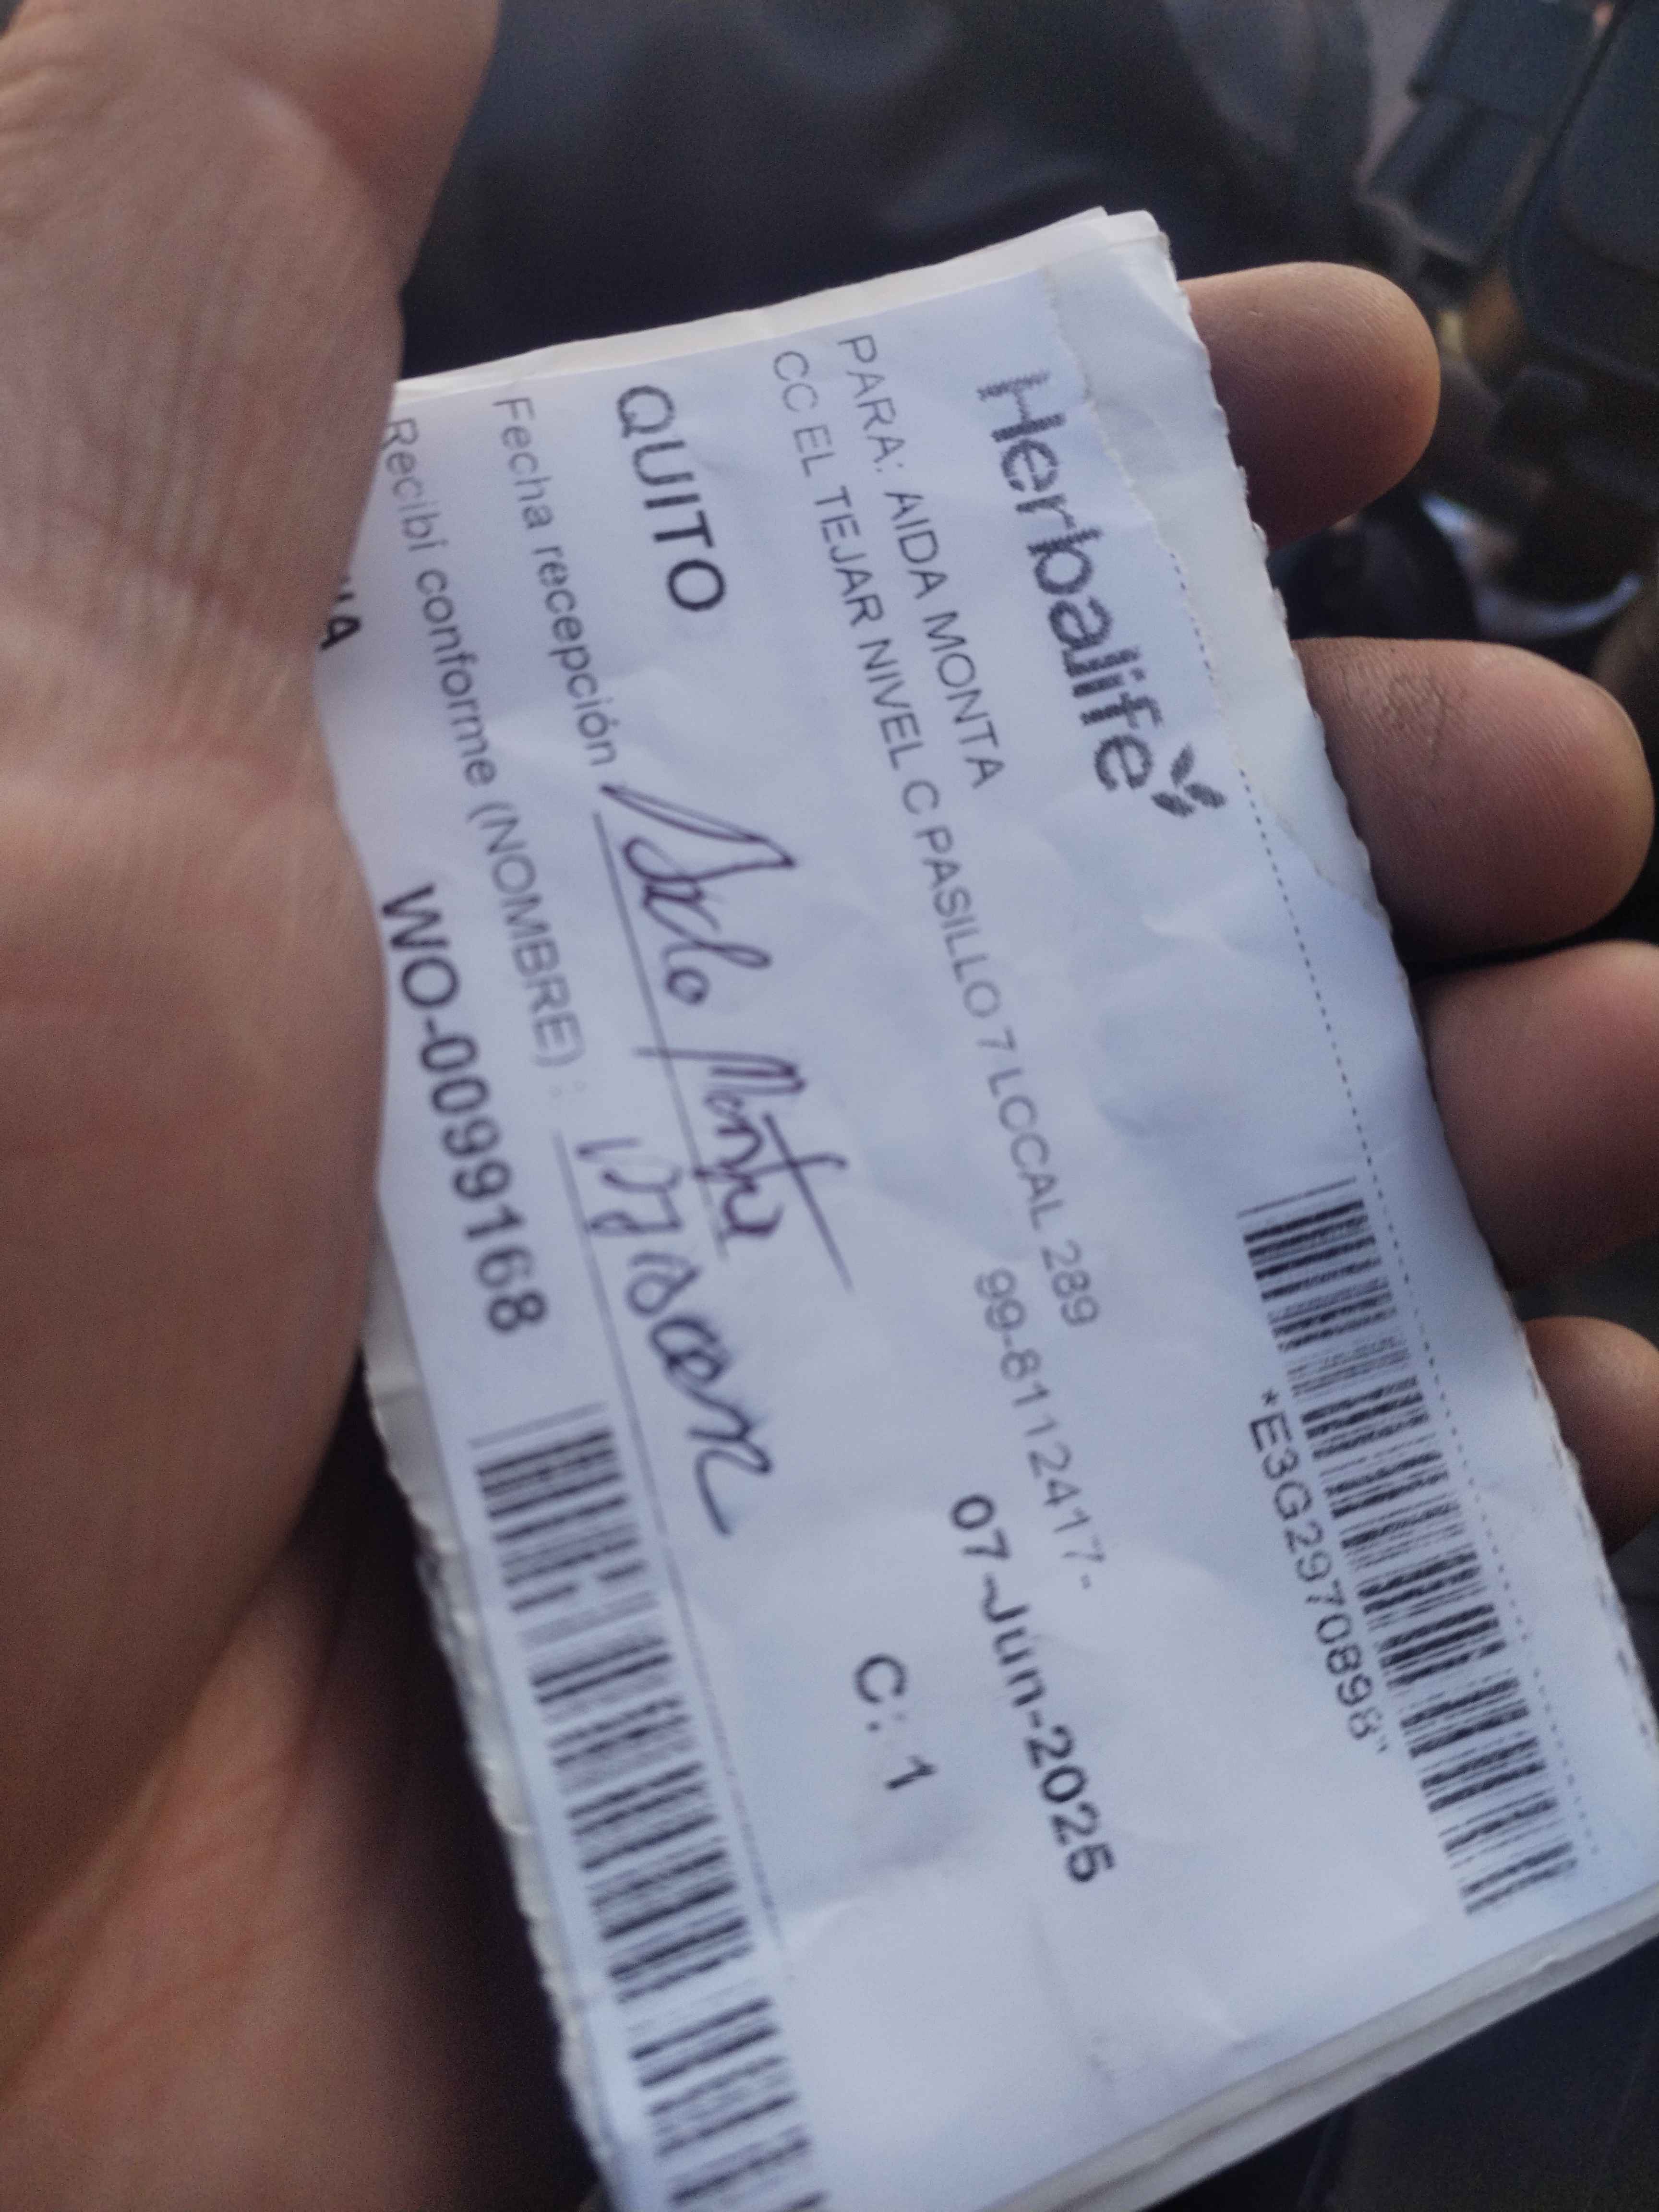 Herbalife
*E3G2970898"
PARA: AIDA MONTA
CC EL TEJAR NIVEL C PASILLO 7 LOCAL 289
99-8112417-
07-Jun-2025
QUITO
C: 1
Fecha recepción
Recibí conforme (NOMBRE) :
WO-0099168